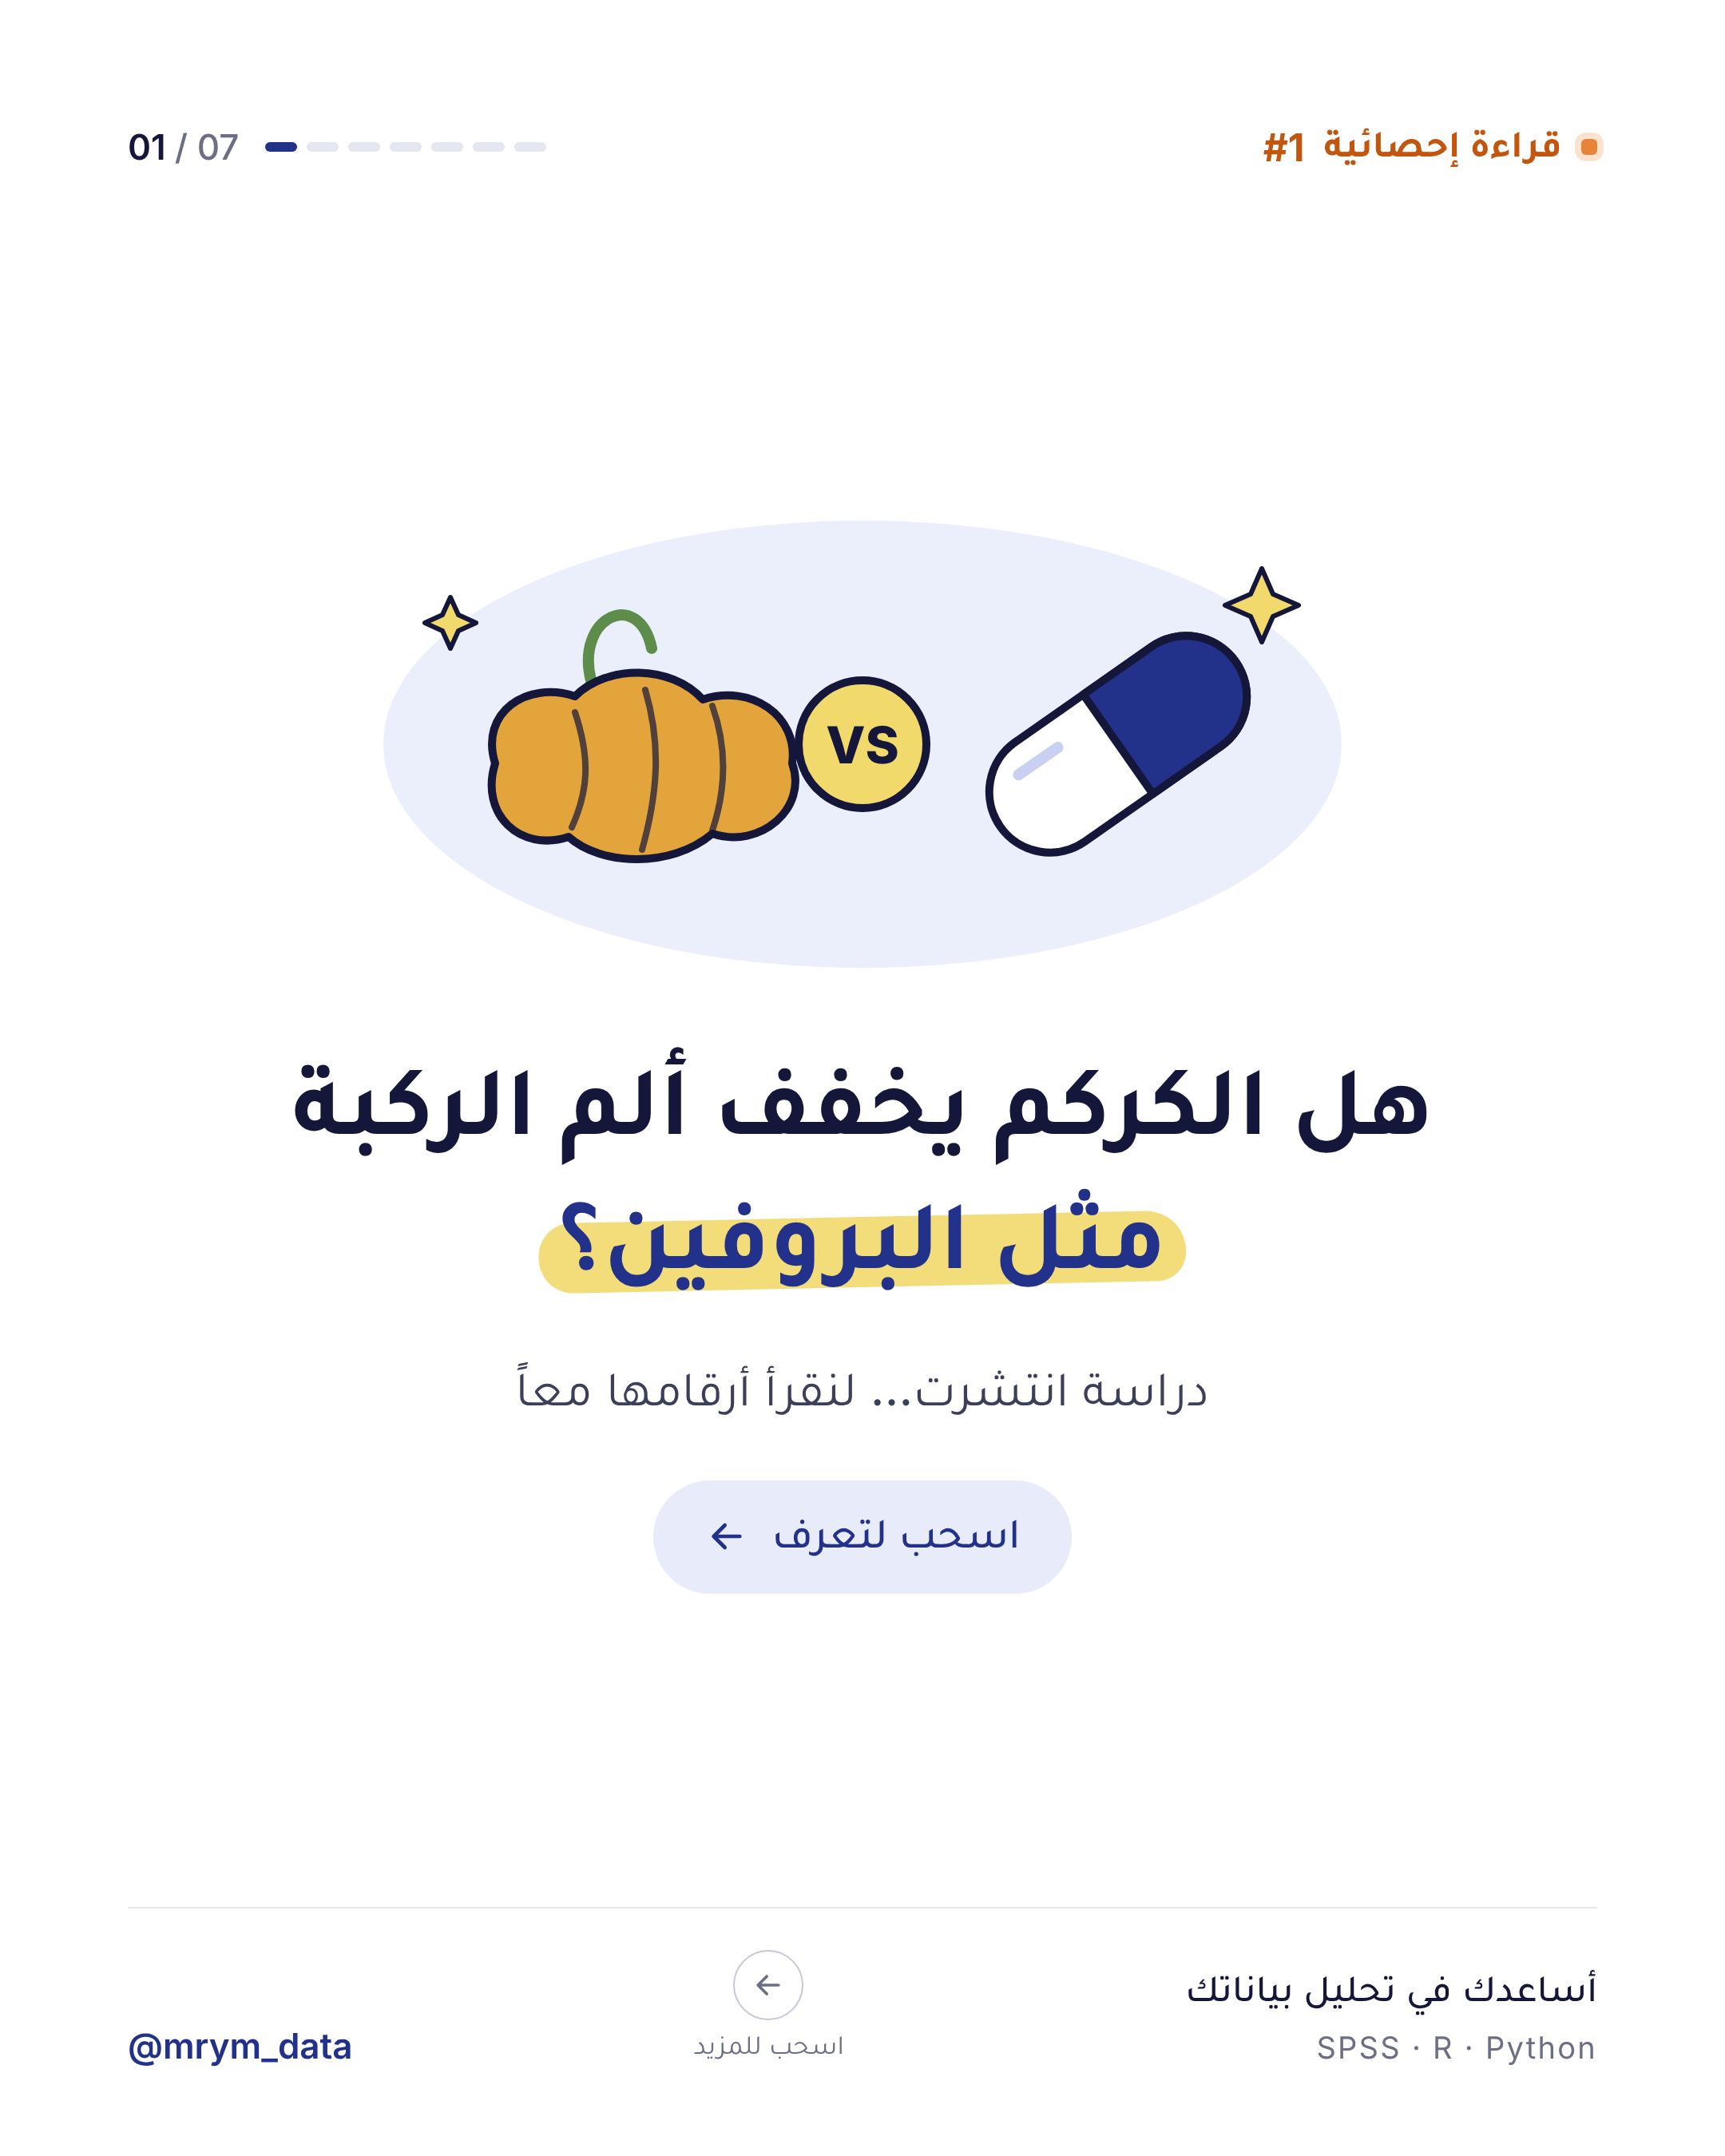 قراءة إحصائية #1
01 / 07
VS
هل الكركم يخفف ألم الركبة
مثل البروفين؟
دراسة انتشرت... لنقرأ أرقامها معاً
اسحب لتعرف ←
أساعدك في تحليل بياناتك
SPSS · R · Python
←
اسحب للمزيد
@mrym_data